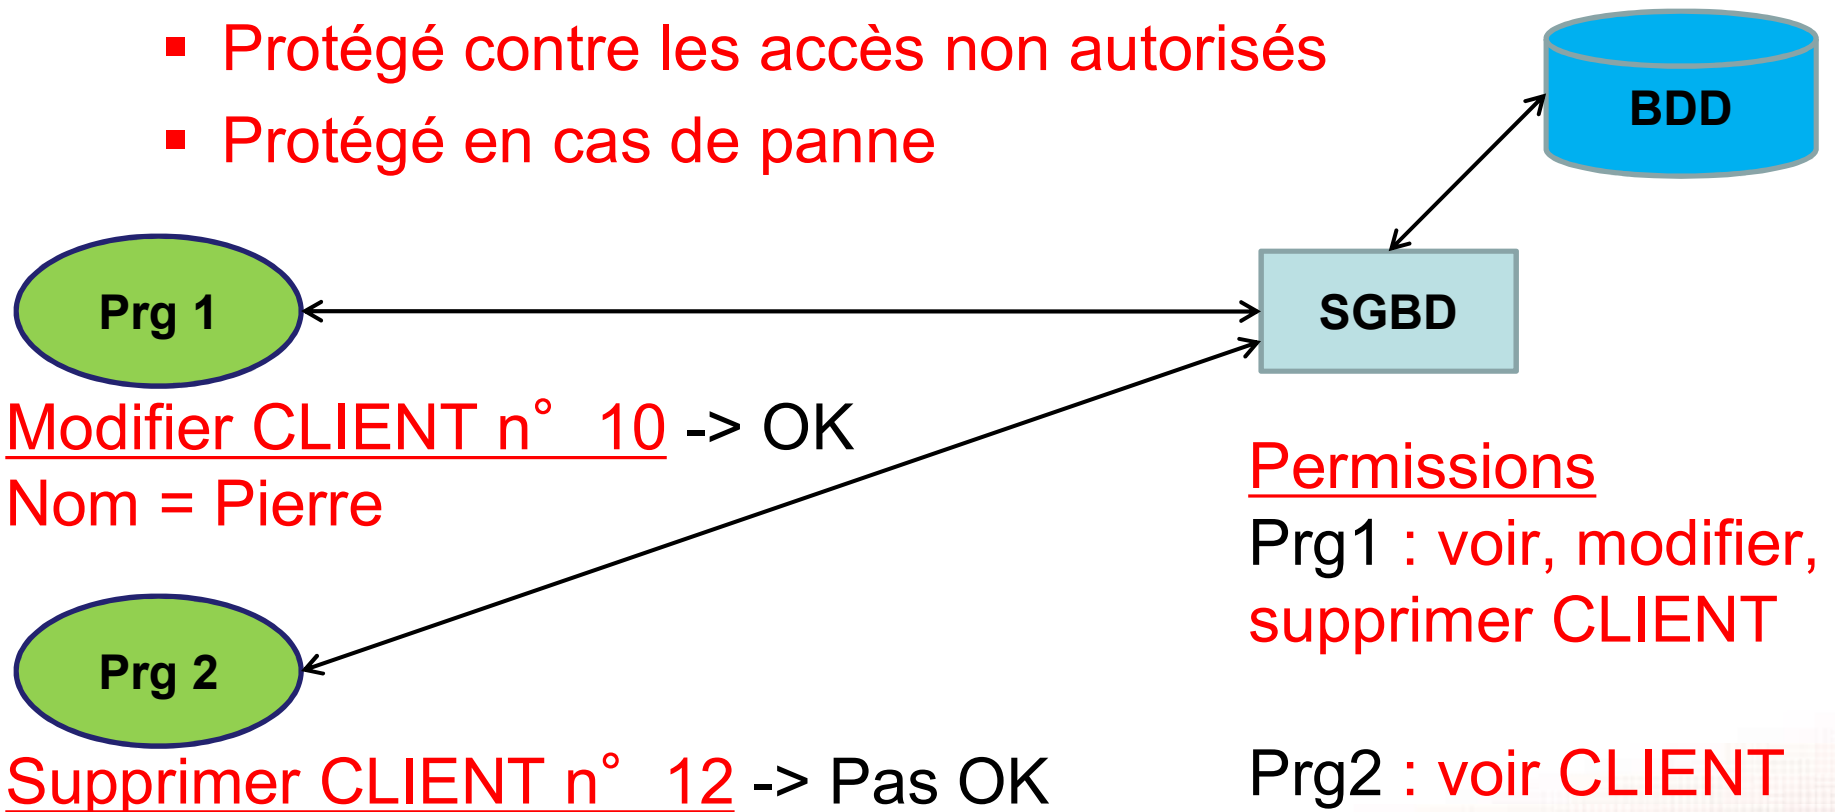 ▪ Protégé contre les accès non autorisés
▪ Protégé en cas de panne
BDD
Prg 1
SGBD
Modifier CLIENT n° 10 -> OK
Nom = Pierre
Prg 2
Supprimer CLIENT n° 12 -> Pas OK
Permissions
Prg1 : voir, modifier,
supprimer CLIENT
Prg2 : voir CLIENT